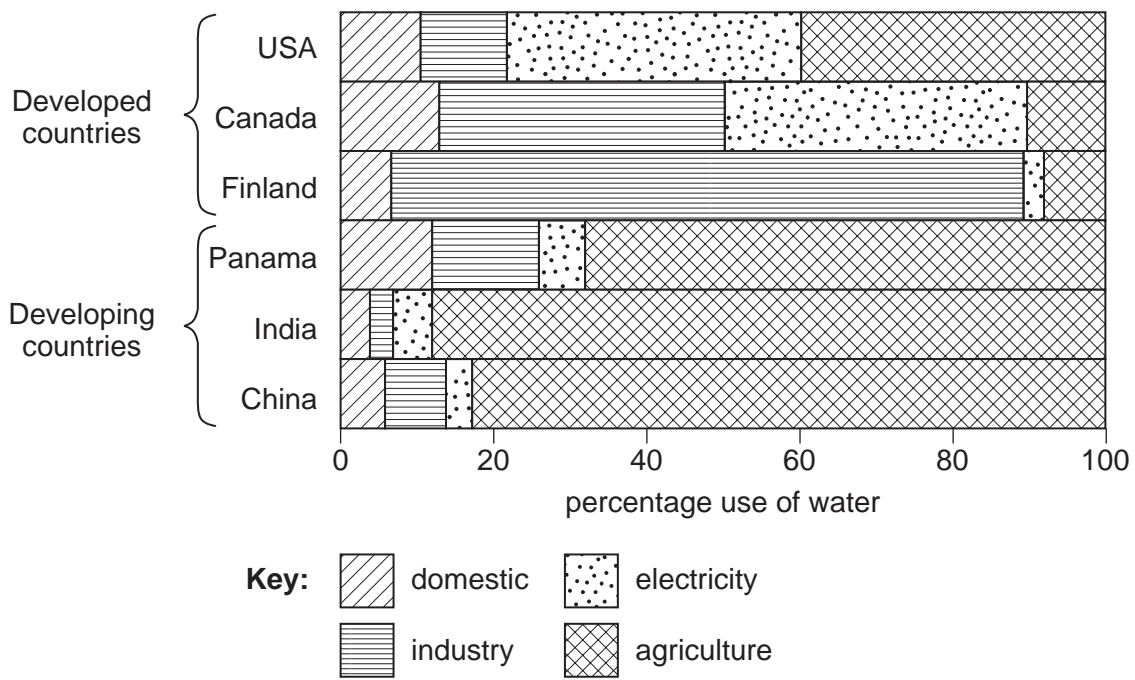 Developed
countries
USA
Canada
Finland
Developing
countries
Panama
India
China
0 20 40 60 80 100
percentage use of water
Key: domestic electricity
industry agriculture